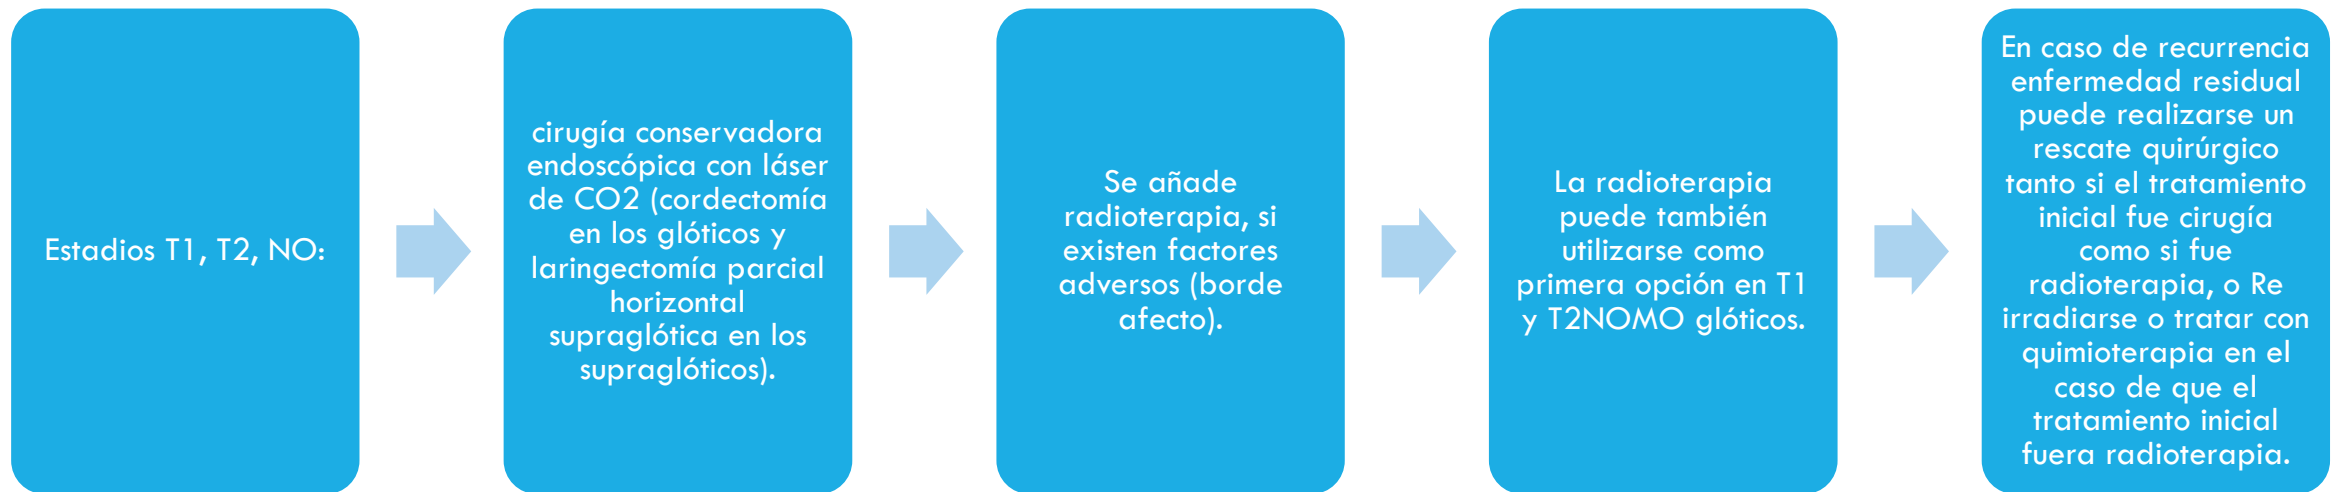 Estadios T1, T2, NO:
cirugía conservadora
endoscópica con láser
de CO2 (cordectomía
en los glóticos y
laringectomía parcial
horizontal
supraglótica en los
supraglóticos).
Se añade
radioterapia, si
existen factores
adversos (borde
afecto).
La radioterapia
puede también
utilizarse como
primera opción en T1
y T2NOMO glóticos.
En caso de recurrencia
enfermedad residual
puede realizarse un
rescate quirúrgico
tanto si el tratamiento
inicial fue cirugía
como si fue
radioterapia, o Re
irradiarse o tratar con
quimioterapia en el
caso de que el
tratamiento inicial
fuera radioterapia.